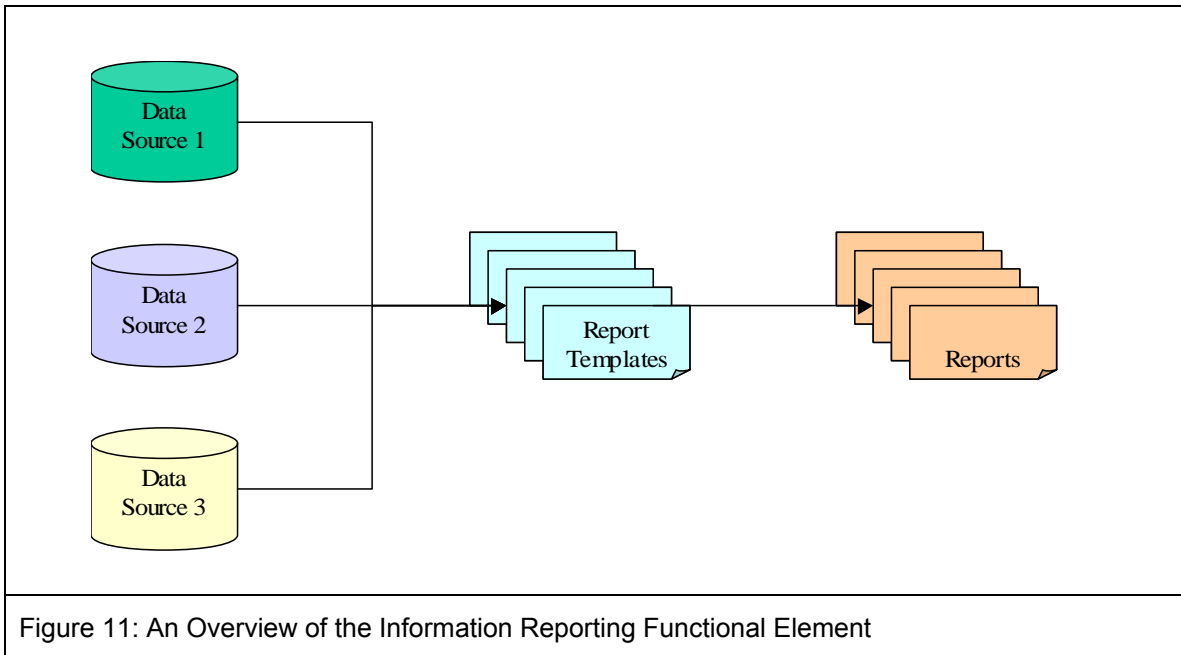 Data
Source 1
Data
Source 2
Report
Templates
Reports
Data
Source 3
Figure 11: An Overview of the Information Reporting Functional Element